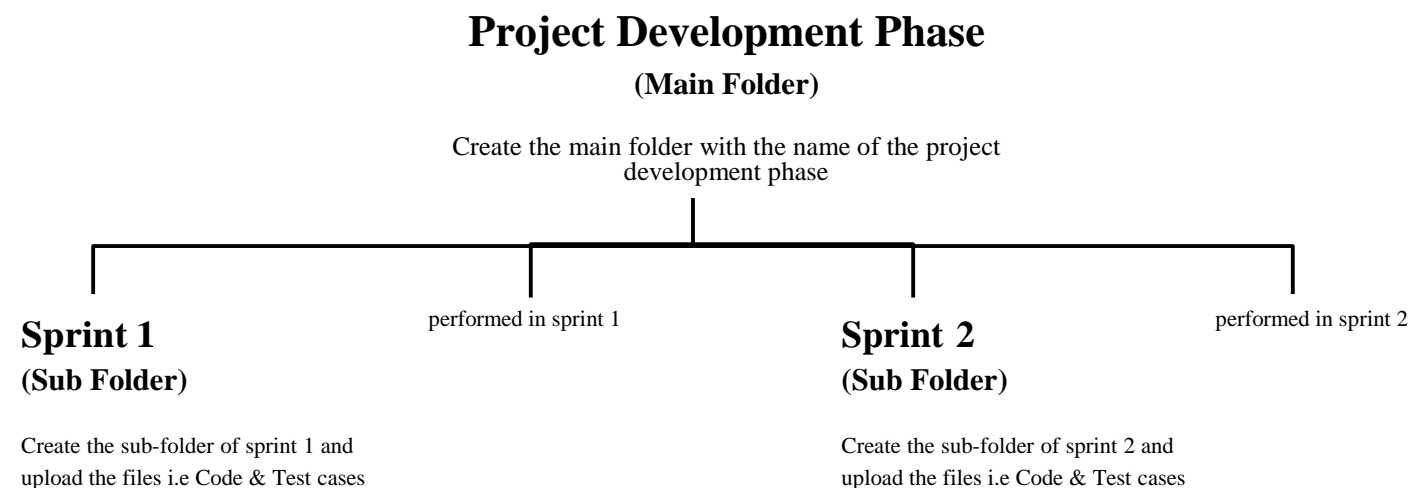 Project Development Phase
(Main Folder)
Create the main folder with the name of the project
development phase
Sprint 1
(Sub Folder)
Create the sub-folder of sprint 1 and
upload the files i.e Code & Test cases
performed in sprint 1
Sprint 2
(Sub Folder)
Create the sub-folder of sprint 2 and
upload the files i.e Code & Test cases
performed in sprint 2